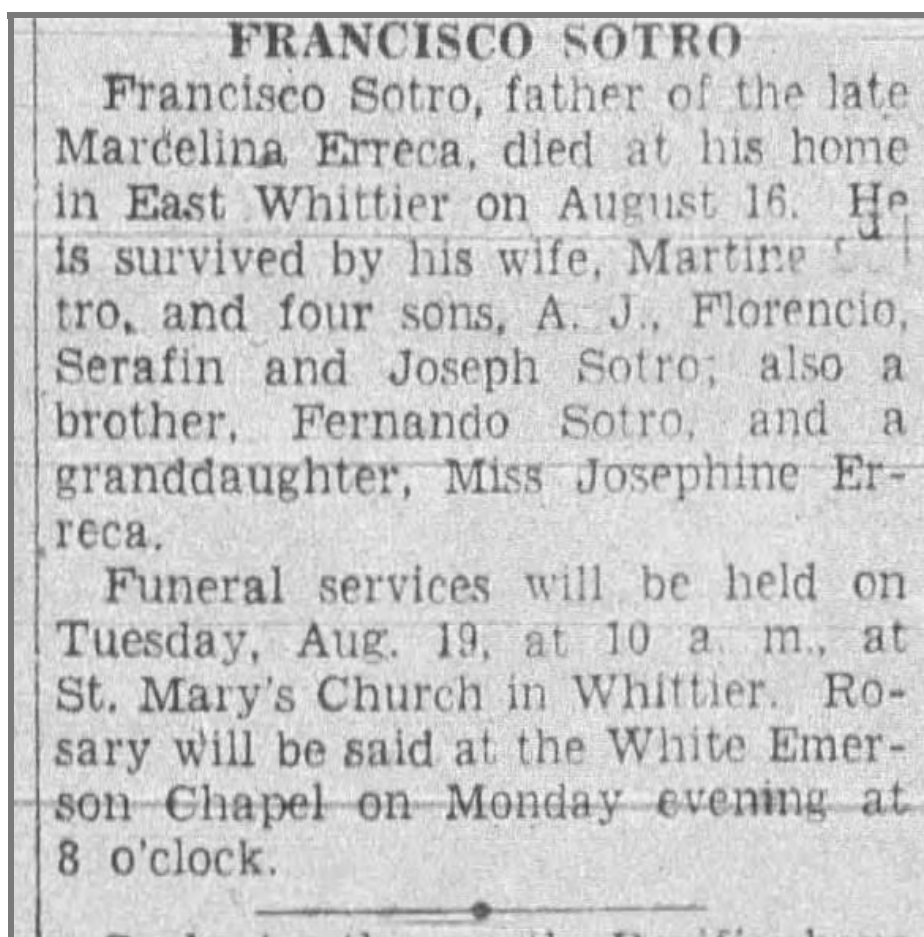 FRANCISCO SOTRO
Francisco Sotro, father of the late
Marcelina Erreca, died at his home
in East Whittier on August 16. He
is survived by his wife, Martine
tro, and four sons, A. J., Florencio,
Serafin and Joseph Sotro; also a
brother, Fernando Sotro, and a
granddaughter, Miss Josephine Er-
reca.
Funeral services will be held on
Tuesday, Aug. 19, at 10 a. m., at
St. Mary's Church in Whittier. Ro-
sary will be said at the White Emer-
son Chapel on Monday evening at
8 o'clock.